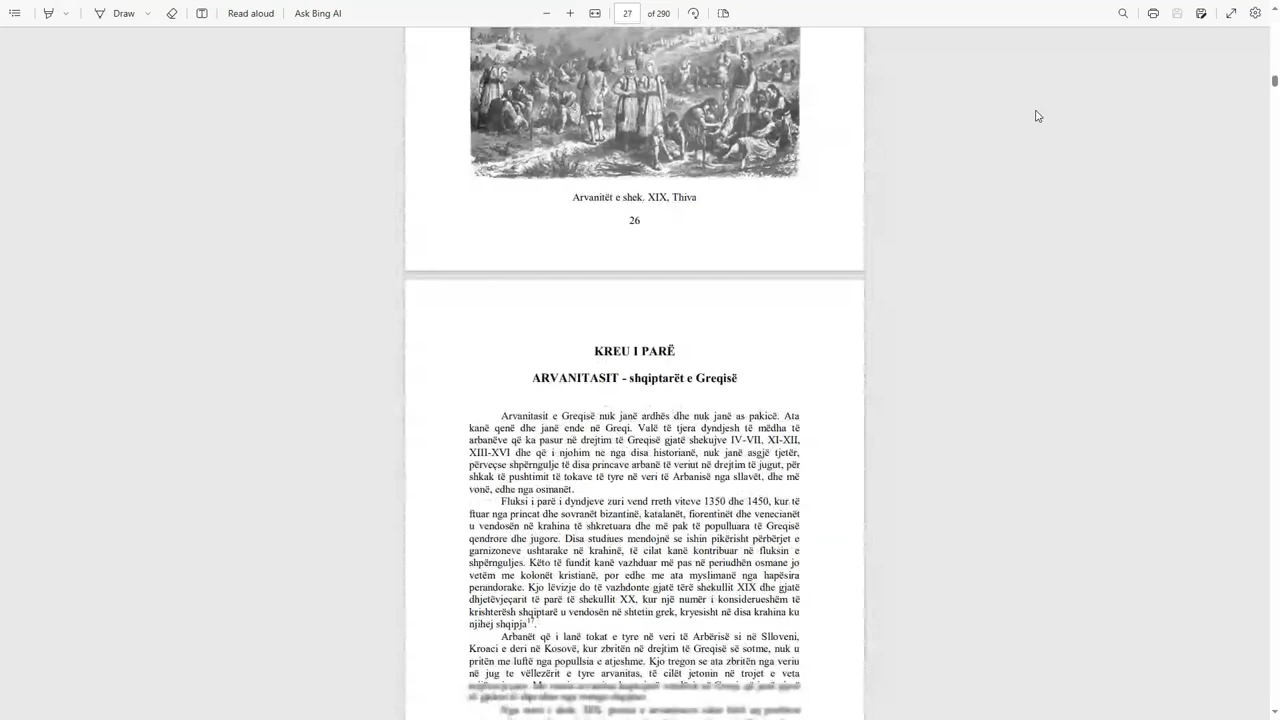 Draw
Read aloud
Ask Bing AI
27
of 290
Arvanitët e shek. XIX, Thiva
26
KREU I PARË
ARVANITASIT - shqiptarët e Greqisë
Arvanitasit e Greqisë nuk janë ardhës dhe nuk janë as pakicë. Ata
kanë qenë dhe janë ende në Greqi. Valë të tjera dyndjesh të mëdha të
arbanëve që ka pasur në drejtim të Greqisë gjatë shekujve IV-VII, XI-XII,
XIII-XVI dhe që i njohim ne nga disa historianë, nuk janë asgjë tjetër,
përveçse shpërngulje të disa princave arbanë të veriut në drejtim të jugut, për
shkak të pushtimit të tokave të tyre në veri të Arbanisë nga sllavët, dhe më
vonë, edhe nga osmanët.
Fluksi i parë i dyndjeve zuri vend rreth viteve 1350 dhe 1450, kur të
ftuar nga princat dhe sovranët bizantinë, katalanët, fiorentinët dhe venecianët
u vendosën në krahina të shkretuara dhe më pak të populluara të Greqisë
qendrore dhe jugore. Disa studiues mendojnë se ishin pikërisht përbërjet e
garnizoneve ushtarake në krahinë, të cilat kanë kontribuar në fluksin e
shpërnguljes. Këto të fundit kanë vazhduar më pas në periudhën osmane jo
vetëm me kolonët kristianë, por edhe me ata myslimanë nga hapësira
perandorake. Kjo lëvizje do të vazhdonte gjatë tërë shekullit XIX dhe gjatë
dhjetëvjeçarit të parë të shekullit XX, kur një numër i konsiderueshëm të
krishterësh shqiptarë u vendosën në shtetin grek, kryesisht në disa krahina ku
njihej shqipja17.
Arbanët që i lanë tokat e tyre në veri të Arbërisë si në Slloveni,
Kroaci e deri në Kosovë, kur zbritën në drejtim të Greqisë së sotme, nuk u
pritën me luftë nga popullsia e atjeshme. Kjo tregon se ata zbritën nga veriu
në jug te vëllezërit e tyre arvanitas, të cilët jetonin në trojet e veta